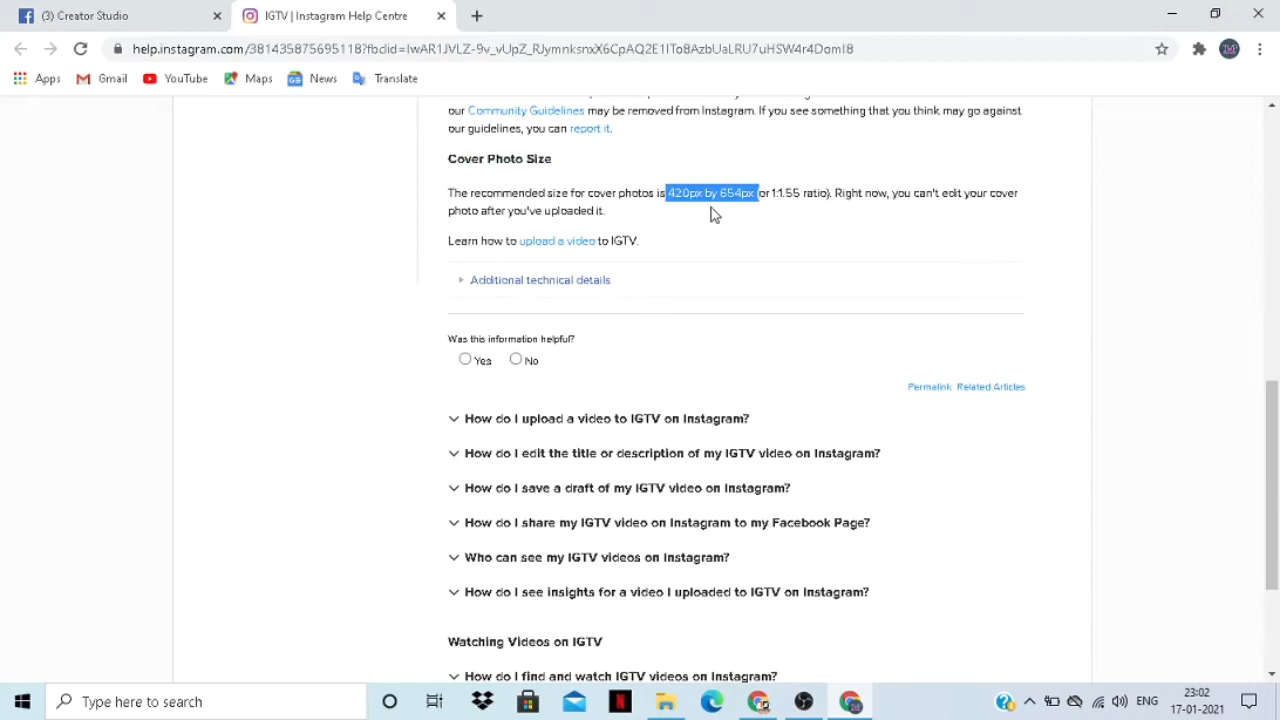 (3) Creator Studio
IGTV | Instagram Help Centre
help.instagram.com/381435875695118?fbclid=IwAR1JVLZ-9v_vUpZ_RJymnksnxX6CpAQ2E1ITo8AzbUaLRU7uHSW4r4DomI8
Apps Gmail YouTube Maps News Translate
our Community Guidelines may be removed from Instagram. If you see something that you think may go against
our guidelines, you can report it.
Cover Photo Size
The recommended size for cover photos is 420px by 654px (or 1:1.55 ratio). Right now, you can't edit your cover
photo after you've uploaded it.
Learn how to upload a video to IGTV.
Additional technical details
Was this information helpful?
Yes No
Permalink Related Articles
How do I upload a video to IGTV on Instagram?
How do I edit the title or description of my IGTV video on Instagram?
How do I save a draft of my IGTV video on Instagram?
How do I share my IGTV video on Instagram to my Facebook Page?
Who can see my IGTV videos on Instagram?
How do I see insights for a video I uploaded to IGTV on Instagram?
Watching Videos on IGTV
How do I find and watch IGTV videos on Instagram?
Type here to search
ENG
23:02
17-01-2021